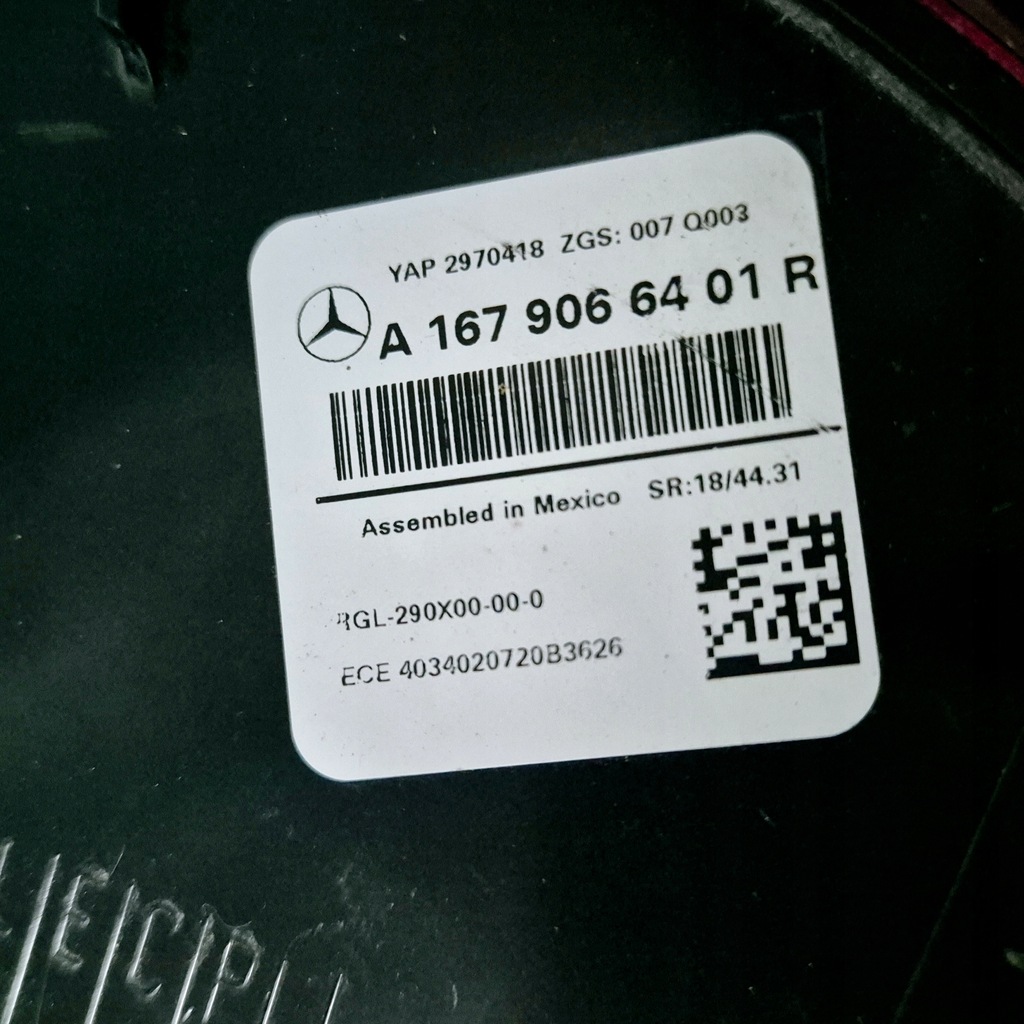 YAP 2970418 ZGS: 007 Q003
A 167 906 64 01 R
Assembled in Mexico SR:18/44.31
RGL-290X00-00-0
ECE 4034020720B3626
E C P